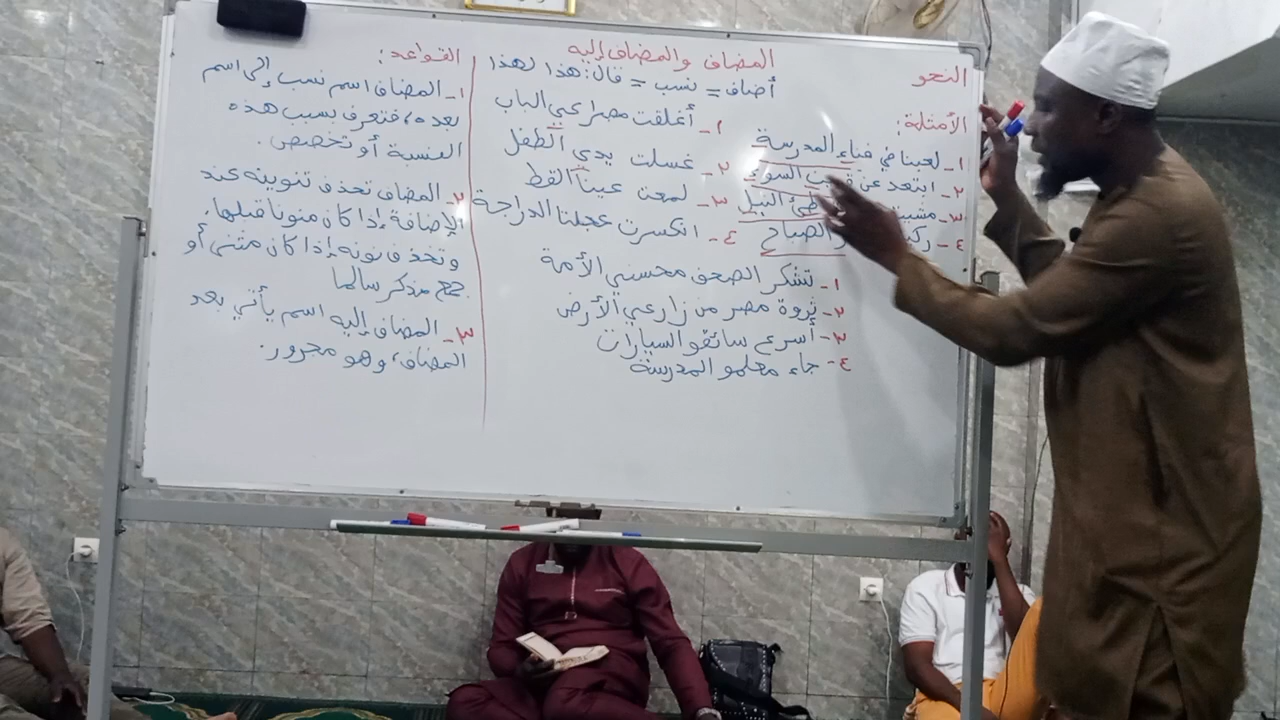 النحو
المضاف والمضاف إليه
أضاف = نسب = قال: هذا لهذا
الأمثلة:
١- لعبنا في فناء المدرسة
٢- ابتعد عن السوء
٣- النيل
٤- الصباح
١- أغلقت مصراعي الباب
٢- غسلت يدي الطفل
٣- لمعت عينا القط
٤- انكسرت عجلتا الدراجة
١- تشكر الصحف محسني الأمة
٢- ثروة مصر من زارعي الأرض
٣- أسرع سائقو السيارات
٤- جاء معلمو المدرسة
القواعد:
١- المضاف اسم نسب إلى اسم
بعده، فتعرف بسبب هذه
النسبة أو تخصص.
٢- المضاف تحذف تنوينه عند
الإضافة إذا كان منونا قبلها،
وتحذف نونه إذا كان مثنى أو
جمع مذكر سالما
٣- المضاف إليه اسم يأتي بعد
المضاف، وهو مجرور.